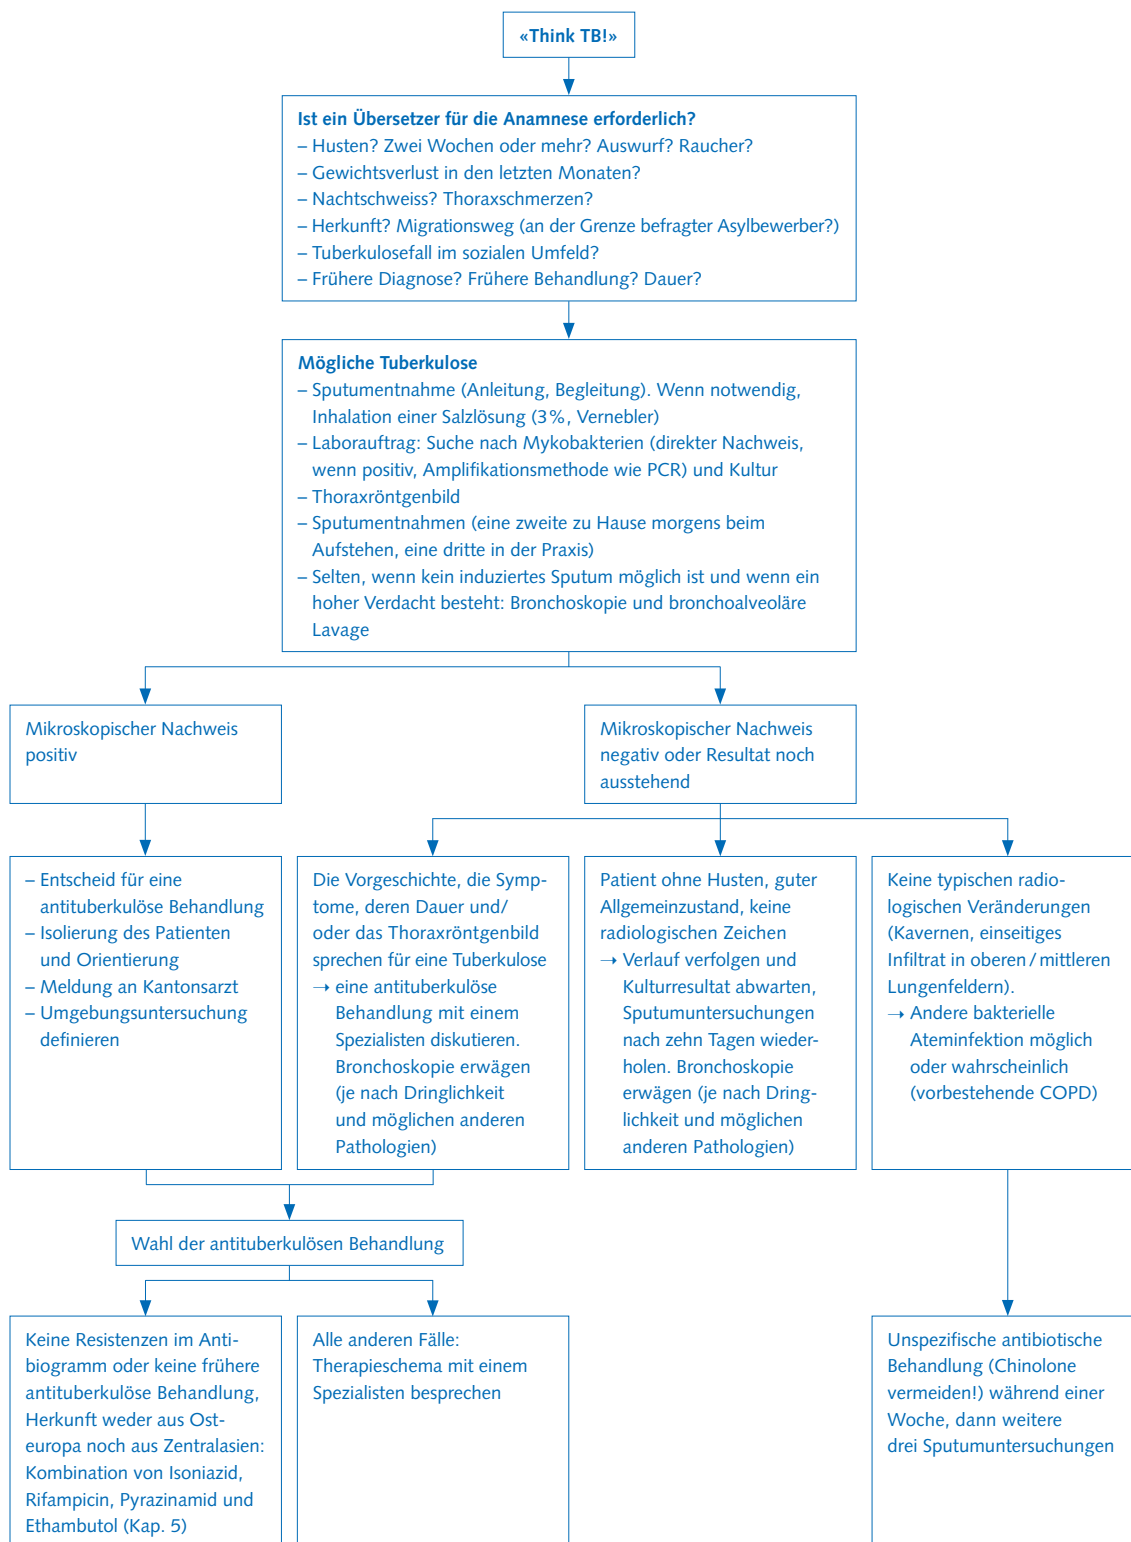 «Think TB!»
Ist ein Übersetzer für die Anamnese erforderlich?
– Husten? Zwei Wochen oder mehr? Auswurf? Raucher?
– Gewichtsverlust in den letzten Monaten?
– Nachtschweiss? Thoraxschmerzen?
– Herkunft? Migrationsweg (an der Grenze befragter Asylbewerber?)
– Tuberkulosefall im sozialen Umfeld?
– Frühere Diagnose? Frühere Behandlung? Dauer?
Mögliche Tuberkulose
– Sputumentnahme (Anleitung, Begleitung). Wenn notwendig,
Inhalation einer Salzlösung (3%, Vernebler)
– Laborauftrag: Suche nach Mykobakterien (direkter Nachweis,
wenn positiv, Amplifikationsmethode wie PCR) und Kultur
– Thoraxröntgenbild
– Sputumentnahmen (eine zweite zu Hause morgens beim
Aufstehen, eine dritte in der Praxis)
– Selten, wenn kein induziertes Sputum möglich ist und wenn ein
hoher Verdacht besteht: Bronchoskopie und bronchoalveoläre
Lavage
Mikroskopischer Nachweis
positiv
Mikroskopischer Nachweis
negativ oder Resultat noch
ausstehend
– Entscheid für eine
antituberkulöse Behandlung
– Isolierung des Patienten
und Orientierung
– Meldung an Kantonsarzt
– Umgebungsuntersuchung
definieren
Die Vorgeschichte, die Symp-
tome, deren Dauer und/
oder das Thoraxröntgenbild
sprechen für eine Tuberkulose
→ eine antituberkulöse
Behandlung mit einem
Spezialisten diskutieren.
Bronchoskopie erwägen
(je nach Dringlichkeit
und möglichen anderen
Pathologien)
Patient ohne Husten, guter
Allgemeinzustand, keine
radiologischen Zeichen
→ Verlauf verfolgen und
Kulturresultat abwarten,
Sputumuntersuchungen
nach zehn Tagen wieder-
holen. Bronchoskopie
erwägen (je nach Dring-
lichkeit und möglichen
anderen Pathologien)
Keine typischen radio-
logischen Veränderungen
(Kavernen, einseitiges
Infiltrat in oberen / mittleren
Lungenfeldern).
→ Andere bakterielle
Ateminfektion möglich
oder wahrscheinlich
(vorbestehende COPD)
Wahl der antituberkulösen Behandlung
Keine Resistenzen im Anti-
biogramm oder keine frühere
antituberkulöse Behandlung,
Herkunft weder aus Ost-
europa noch aus Zentralasien:
Kombination von Isoniazid,
Rifampicin, Pyrazinamid und
Ethambutol (Kap. 5)
Alle anderen Fälle:
Therapieschema mit einem
Spezialisten besprechen
Unspezifische antibiotische
Behandlung (Chinolone
vermeiden!) während einer
Woche, dann weitere
drei Sputumuntersuchungen